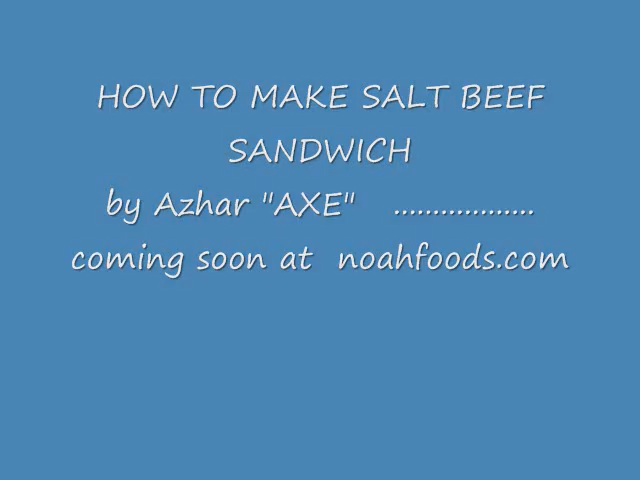 HOW TO MAKE SALT BEEF
SANDWICH
by Azhar "AXE" ..................
coming soon at noahfoods.com